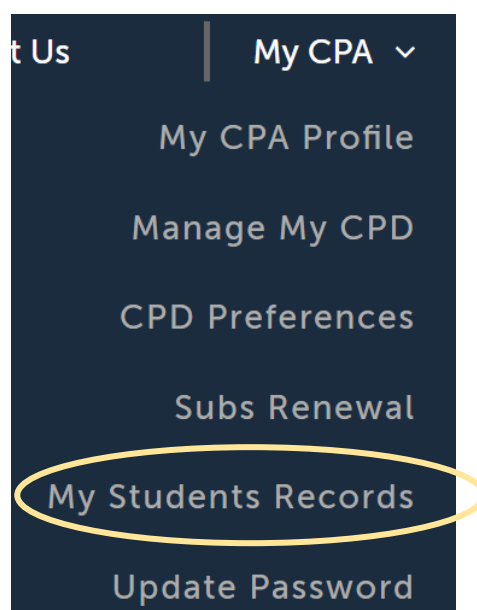 t Us
My CPA
My CPA Profile
Manage My CPD
CPD Preferences
Subs Renewal
My Students Records
Update Password